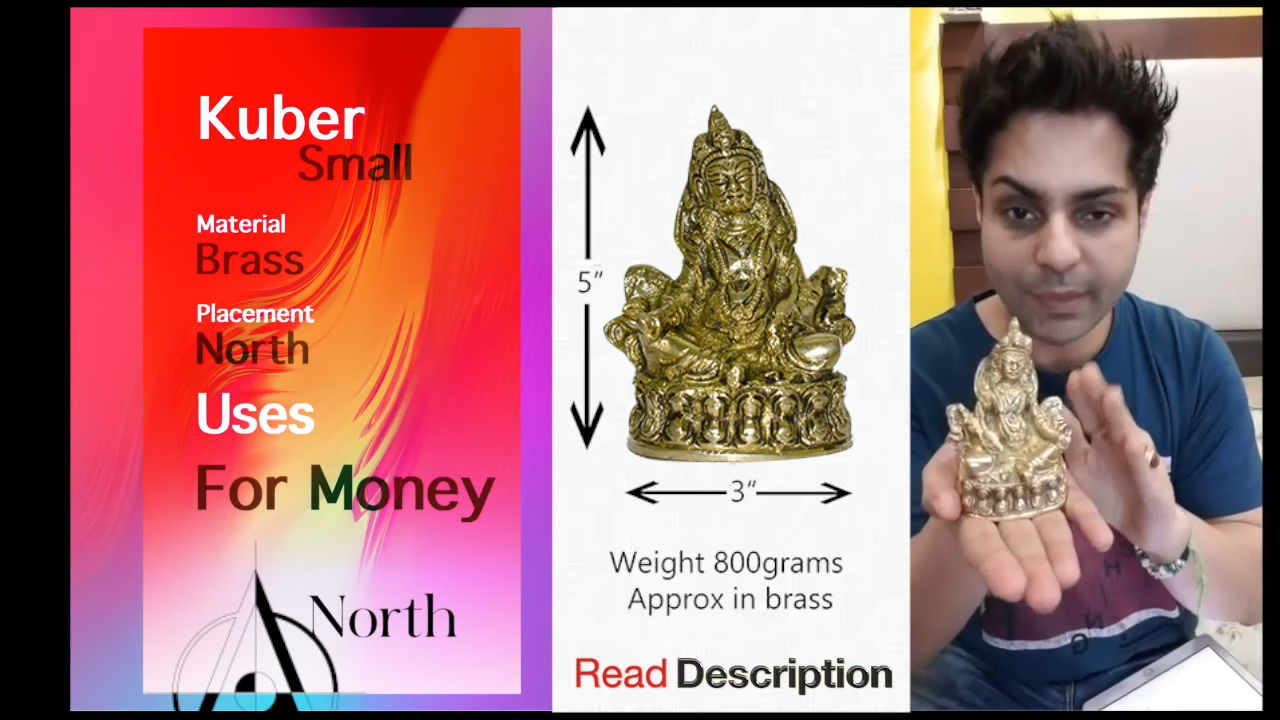 Kuber
Small
Material
Brass
Placement
North
Uses
For Money
North
5”
3”
Weight 800grams
Approx in brass
Read Description